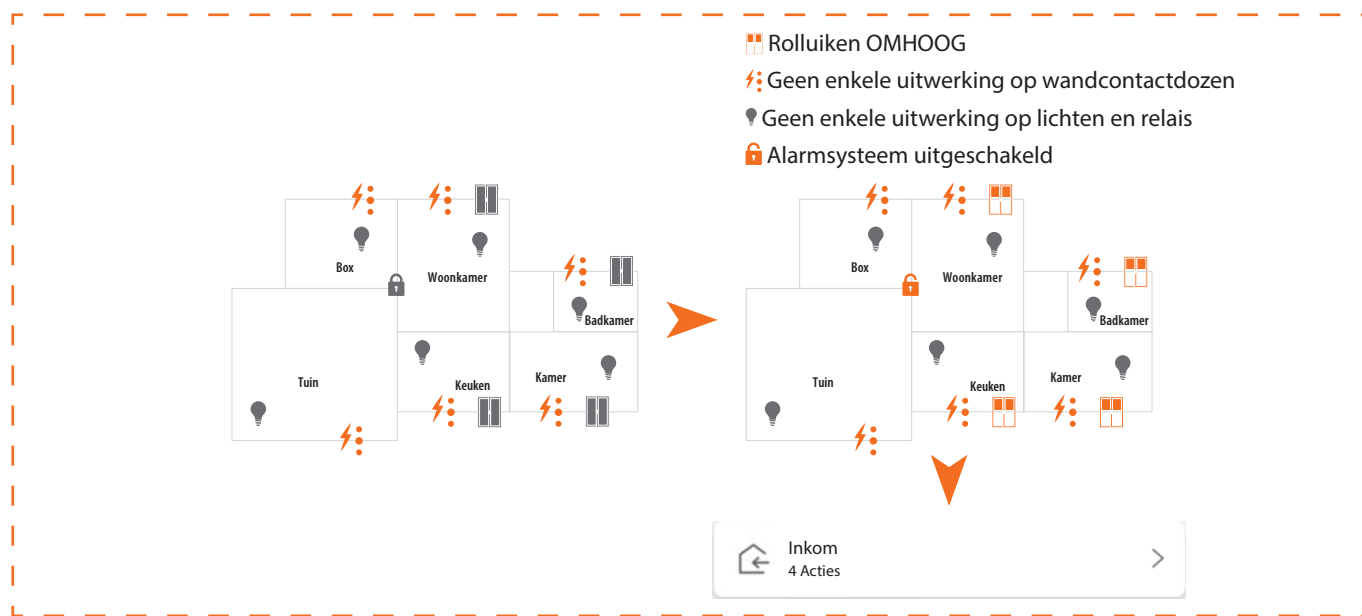 Rolluiken OMHOOG
Geen enkele uitwerking op wandcontactdozen
Geen enkele uitwerking op lichten en relais
Alarmsysteem uitgeschakeld
Box
Woonkamer
Badkamer
Tuin
Keuken
Kamer
Box
Woonkamer
Badkamer
Tuin
Keuken
Kamer
Inkom
4 Acties